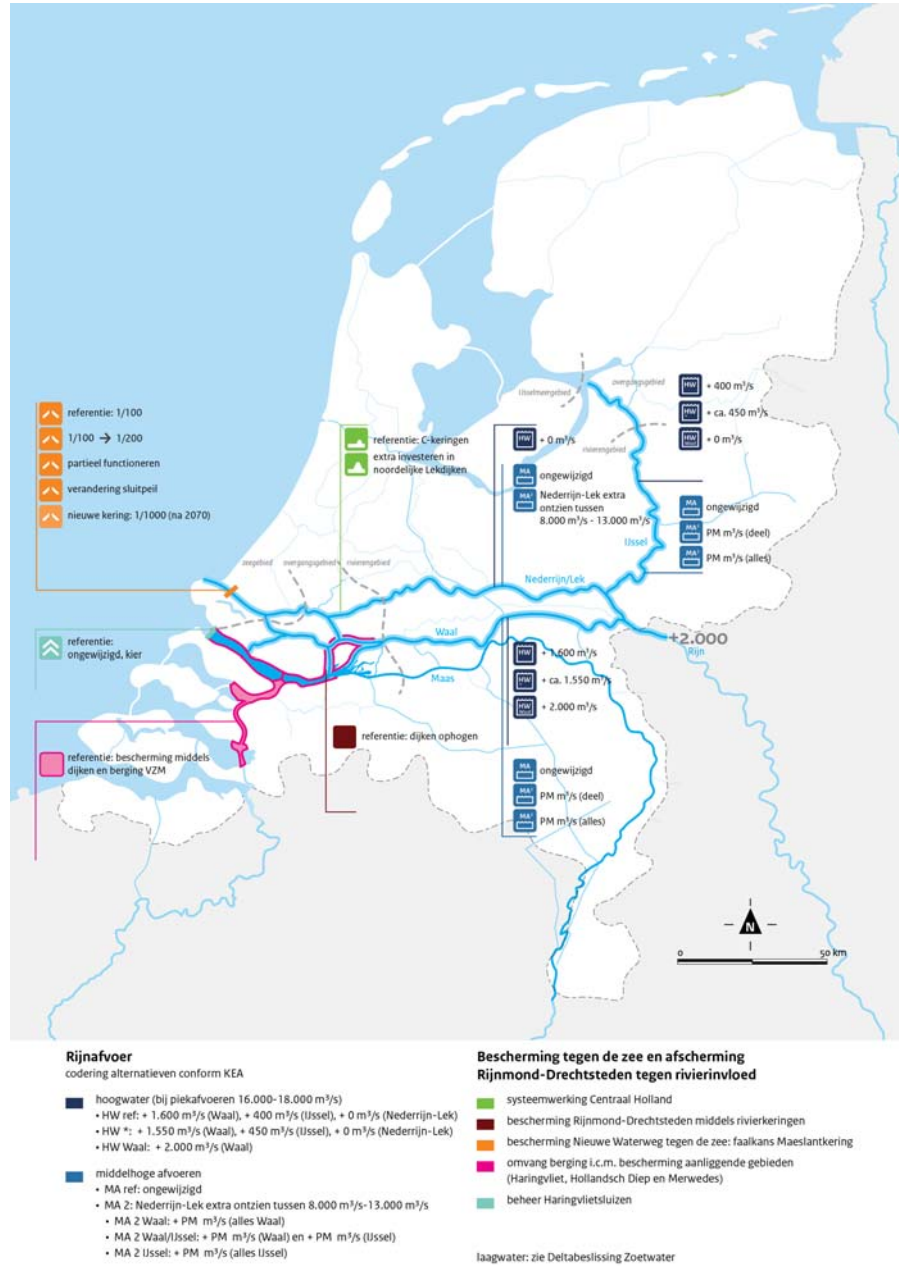 referentie: 1/100
1/100 → 1/200
partieel functioneren
verandering sluitpeil
nieuwe kering: 1/1000 (na 2070)
referentie: C-keringen
extra investeren in
noordelijke Lekdijken
HW
+ 0 m³/s
MA
ongewijzigd
MA²
Nederrijn-Lek extra
ontzien tussen
8.000 m³/s - 13.000 m³/s
IJsselmeergebied
overgangsgebied
rivierengebied
HW
+ 400 m³/s
HW
+ ca. 450 m³/s
HW
+ 0 m³/s
MA
ongewijzigd
MA²
PM m³/s (deel)
MA²
PM m³/s (alles)
IJssel
zeegebied
overgangsgebied
rivierengebied
Nederrijn/Lek
Waal
Maas
+2.000
Rijn
referentie:
ongewijzigd, kier
HW
+ 1.600 m³/s
HW
+ ca. 1.550 m³/s
HW
+ 2.000 m³/s
referentie: dijken ophogen
referentie: bescherming middels
dijken en berging VZM
MA
ongewijzigd
MA²
PM m³/s (deel)
MA²
PM m³/s (alles)
N
0
50 km
Rijnafvoer
codering alternatieven conform KEA
hoogwater (bij piekafvoeren 16.000-18.000 m³/s)
• HW ref: + 1.600 m³/s (Waal), + 400 m³/s (IJssel), + 0 m³/s (Nederrijn-Lek)
• HW *: + 1.550 m³/s (Waal), + 450 m³/s (IJssel), + 0 m³/s (Nederrijn-Lek)
• HW Waal: + 2.000 m³/s (Waal)
middelhoge afvoeren
• MA ref: ongewijzigd
• MA 2: Nederrijn-Lek extra ontzien tussen 8.000 m³/s-13.000 m³/s
• MA 2 Waal: + PM m³/s (alles Waal)
• MA 2 Waal/IJssel: + PM m³/s (Waal) en + PM m³/s (IJssel)
• MA 2 IJssel: + PM m³/s (alles IJssel)
Bescherming tegen de zee en afscherming
Rijnmond-Drechtsteden tegen rivierinvloed
systeemwerking Centraal Holland
bescherming Rijnmond-Drechtsteden middels rivierkeringen
bescherming Nieuwe Waterweg tegen de zee: faalkans Maeslantkering
omvang berging i.c.m. bescherming aanliggende gebieden
(Haringvliet, Hollandsch Diep en Merwedes)
beheer Haringvlietsluizen
laagwater: zie Deltabeslissing Zoetwater